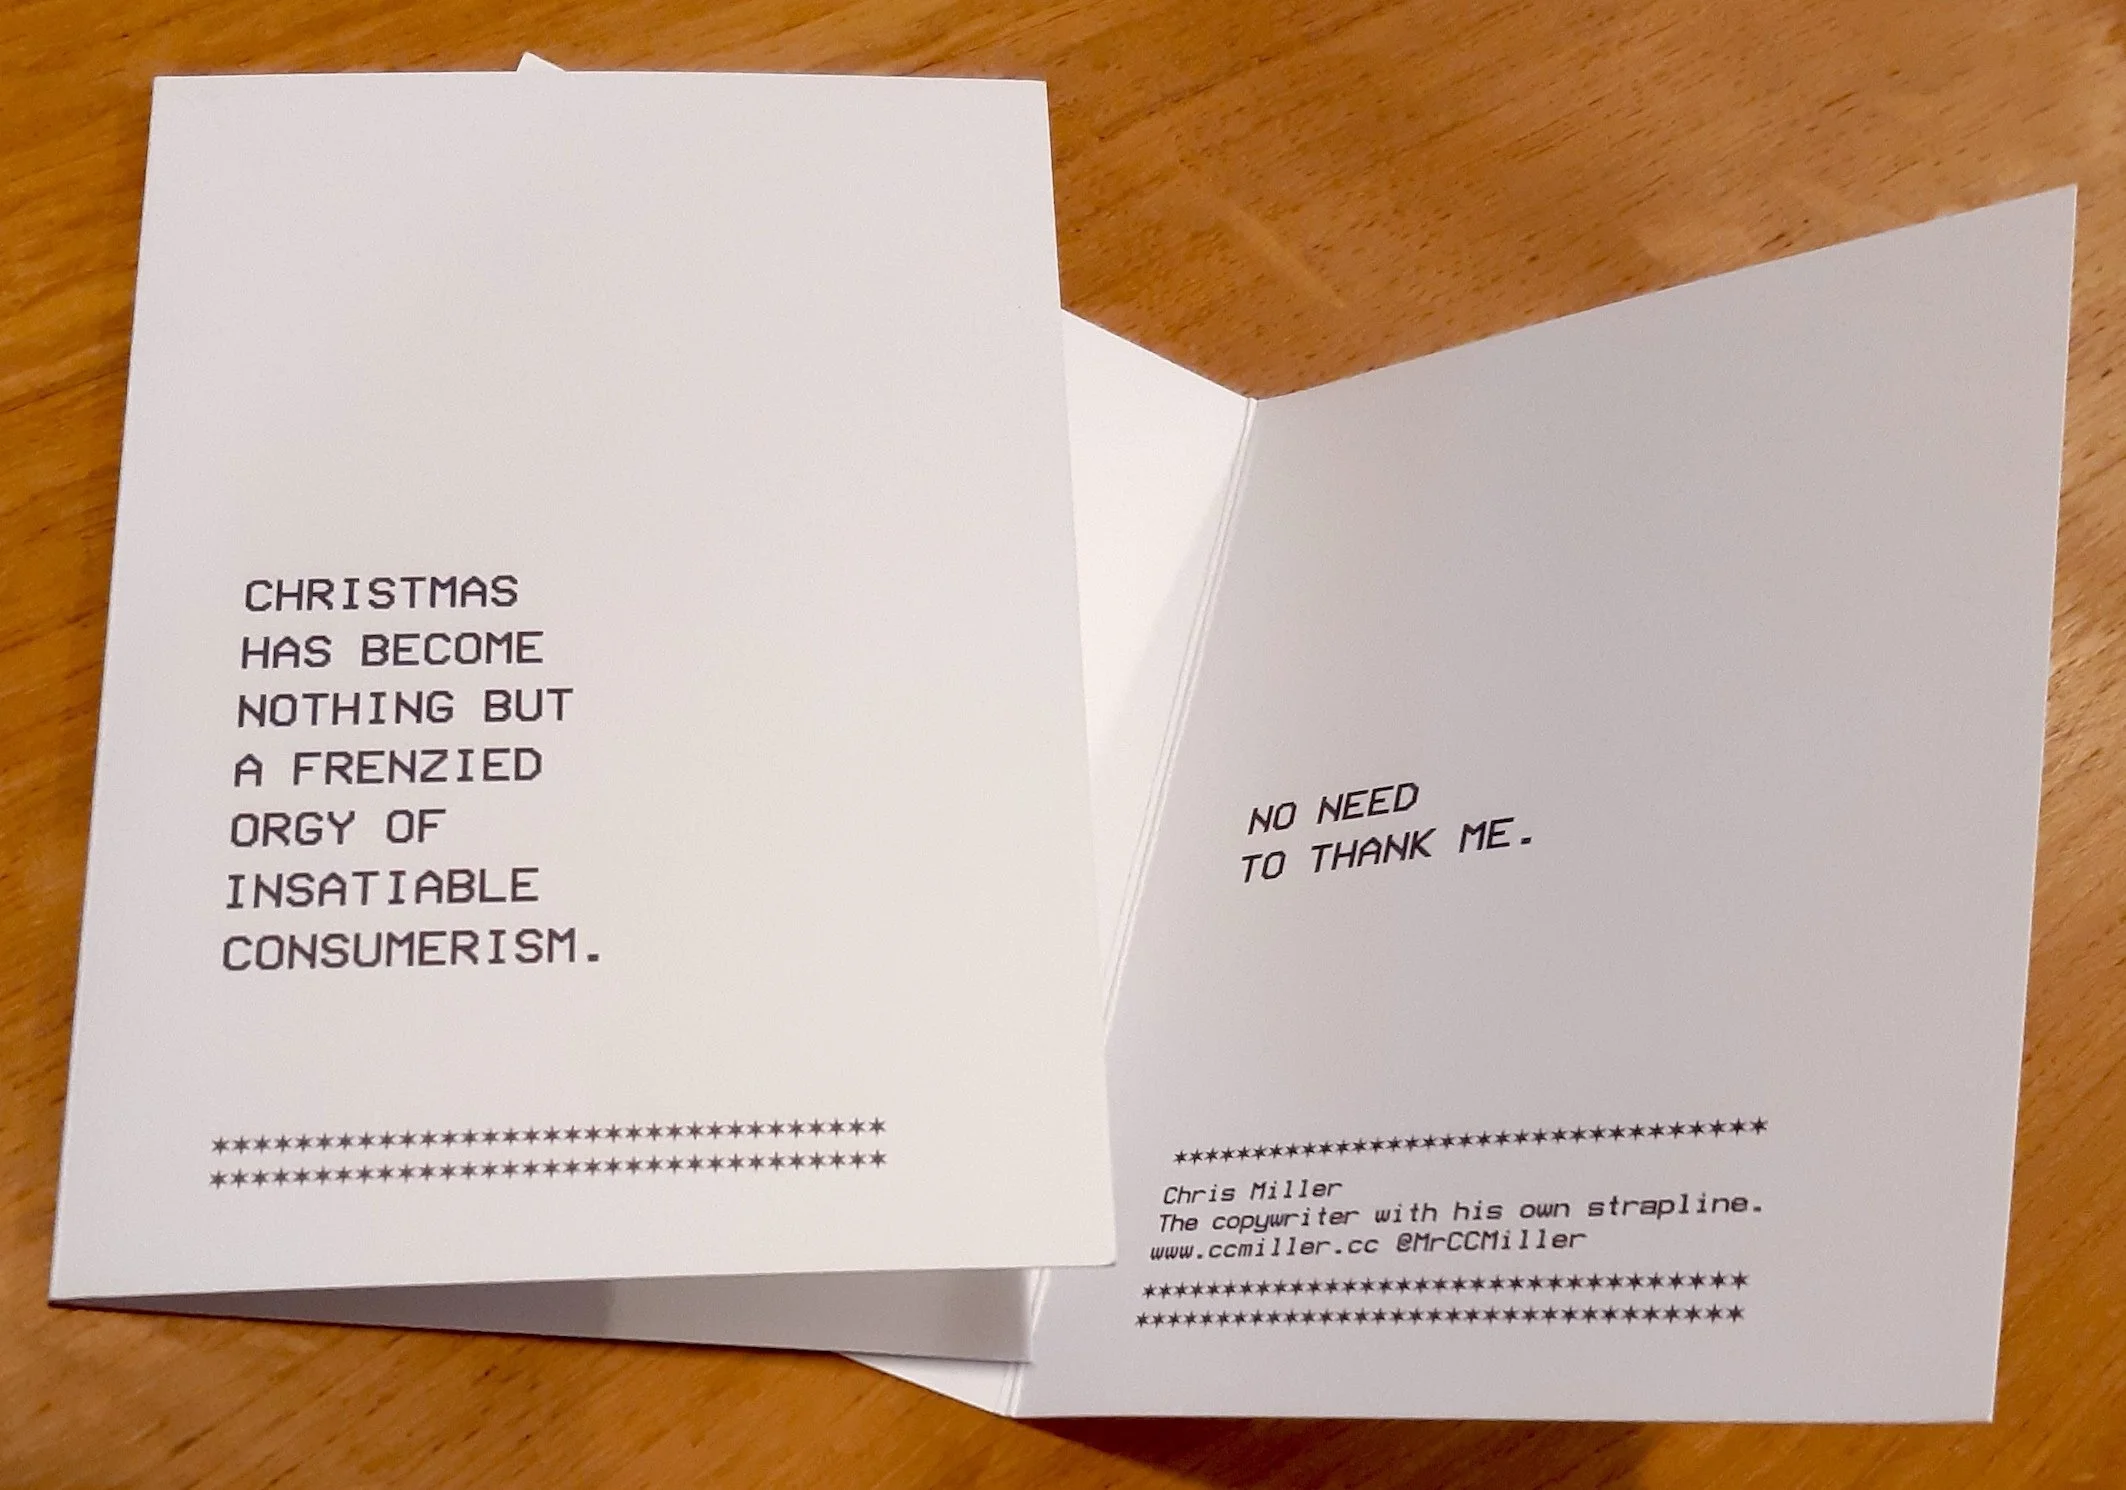 CHRISTMAS
HAS BECOME
NOTHING BUT
A FRENZIED
ORGY OF
INSATIABLE
CONSUMERISM.
*********************************
*********************************
NO NEED
TO THANK ME.
*********************************
Chris Miller
The copywriter with his own strapline.
www.ccmiller.cc @MrCCMiller
*********************************
*********************************